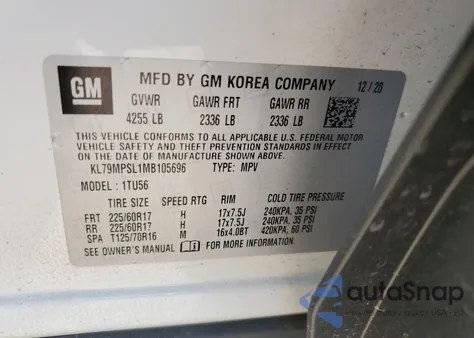 GM MFD BY GM KOREA COMPANY 12/20
GVWR GAWR FRT GAWR RR
4255 LB 2336 LB 2336 LB
THIS VEHICLE CONFORMS TO ALL APPLICABLE U.S. FEDERAL MOTOR
VEHICLE SAFETY AND THEFT PREVENTION STANDARDS IN EFFECT ON
THE DATE OF MANUFACTURE SHOWN ABOVE.
KL79MPSL1MB105696 TYPE: MPV
MODEL: 1TU56
TIRE SIZE SPEED RTG RIM COLD TIRE PRESSURE
FRT 225/60R17 H 17x7.5J 240KPA, 35 PSI
RR 225/60R17 H 17x7.5J 240KPA, 35 PSI
SPA T125/70R16 M 16x4.0BT 420KPA, 60 PSI
SEE OWNER'S MANUAL FOR MORE INFORMATION.
autoSnap